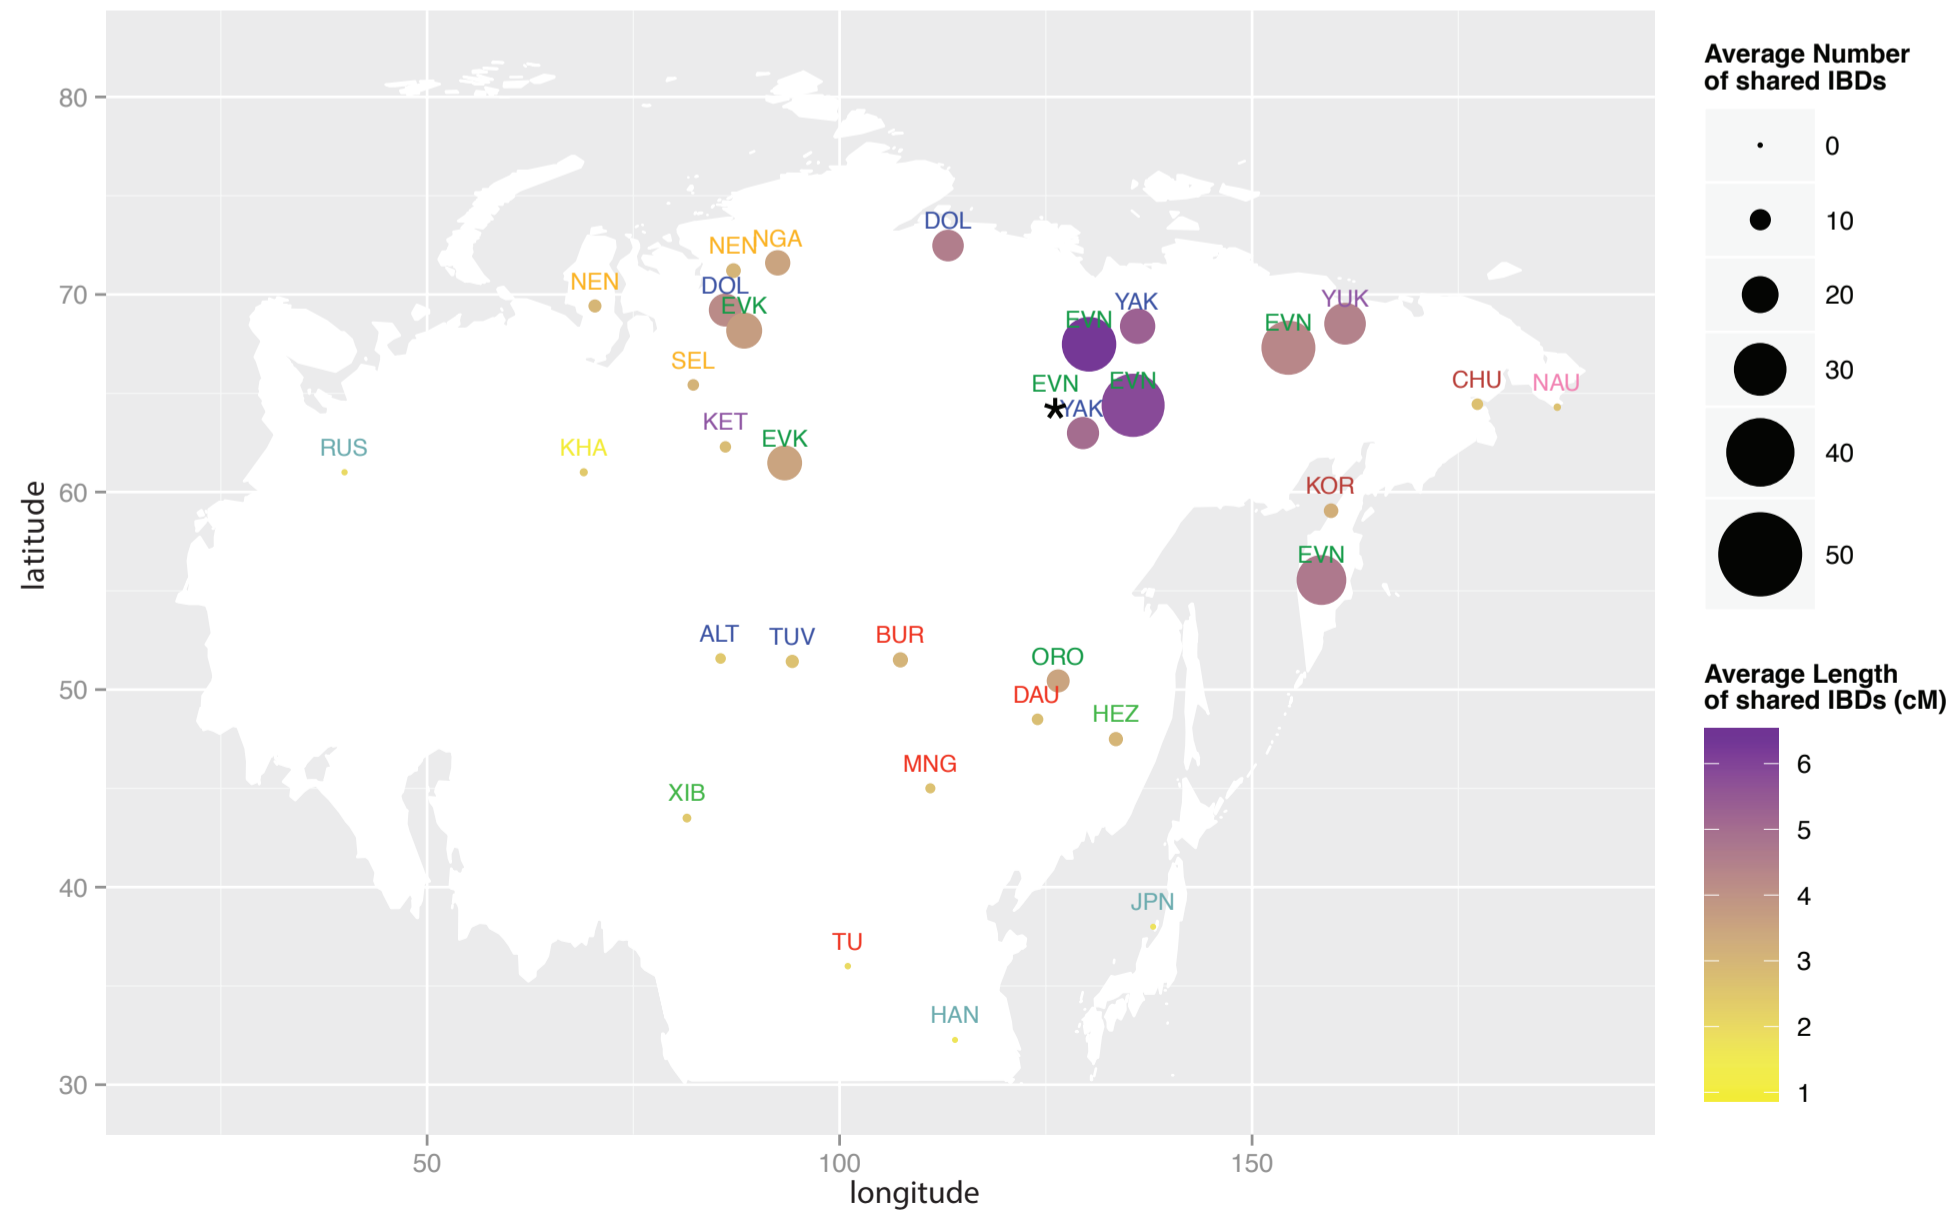 80
70
60
50
40
30
latitude
50
100
150
longitude
DOL
NEN
NGA
NEN
DOL
EVK
YAK
EVN
YUK
EVN
SEL
EVN
EVN
CHU
NAU
YAK
KET
EVK
RUS
KHA
KOR
EVN
ALT
TUV
BUR
ORO
DAU
HEZ
MNG
XIB
JPN
TU
HAN
*
Average Number
of shared IBDs
0
10
20
30
40
50
Average Length
of shared IBDs (cM)
6
5
4
3
2
1